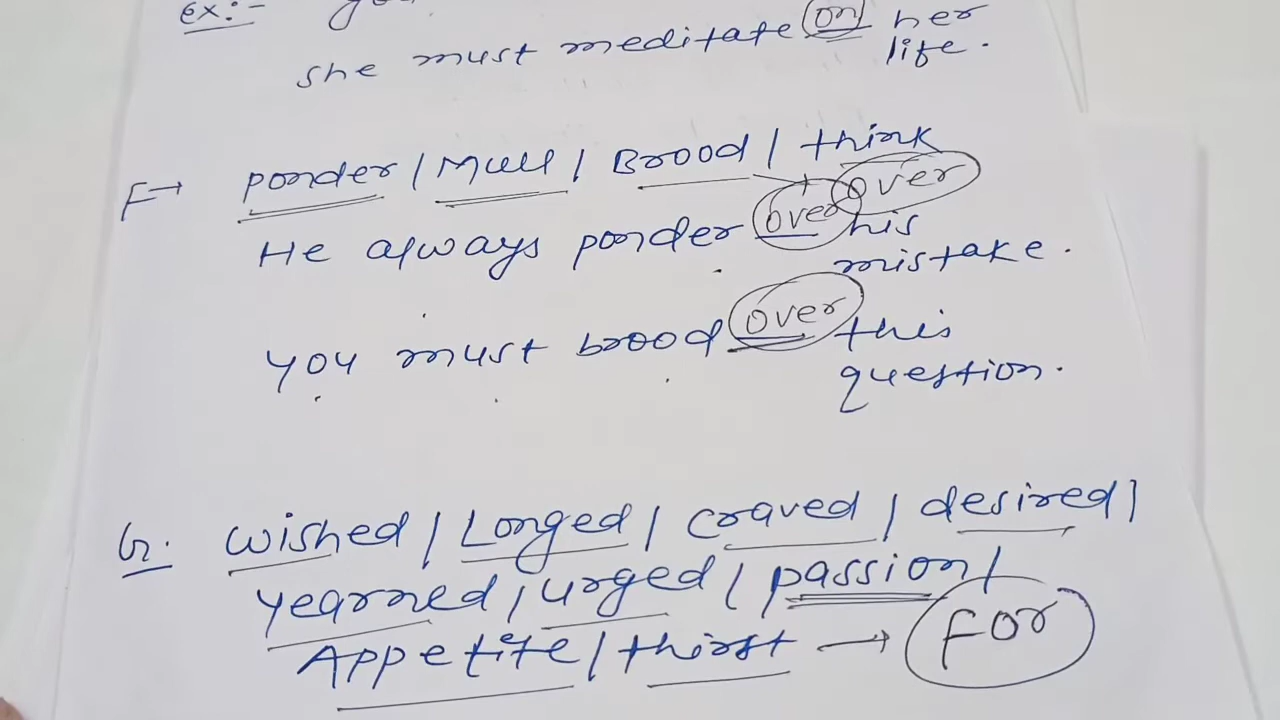 Ex:-
she must meditate on her
life.
F→ ponder / Mull / Brood / think
over
He always ponder over his
mistake.
you must brood over this
question.
G. wished / Longed / craved / desired /
yearned / urged / passion /
Appetite / thirst → For